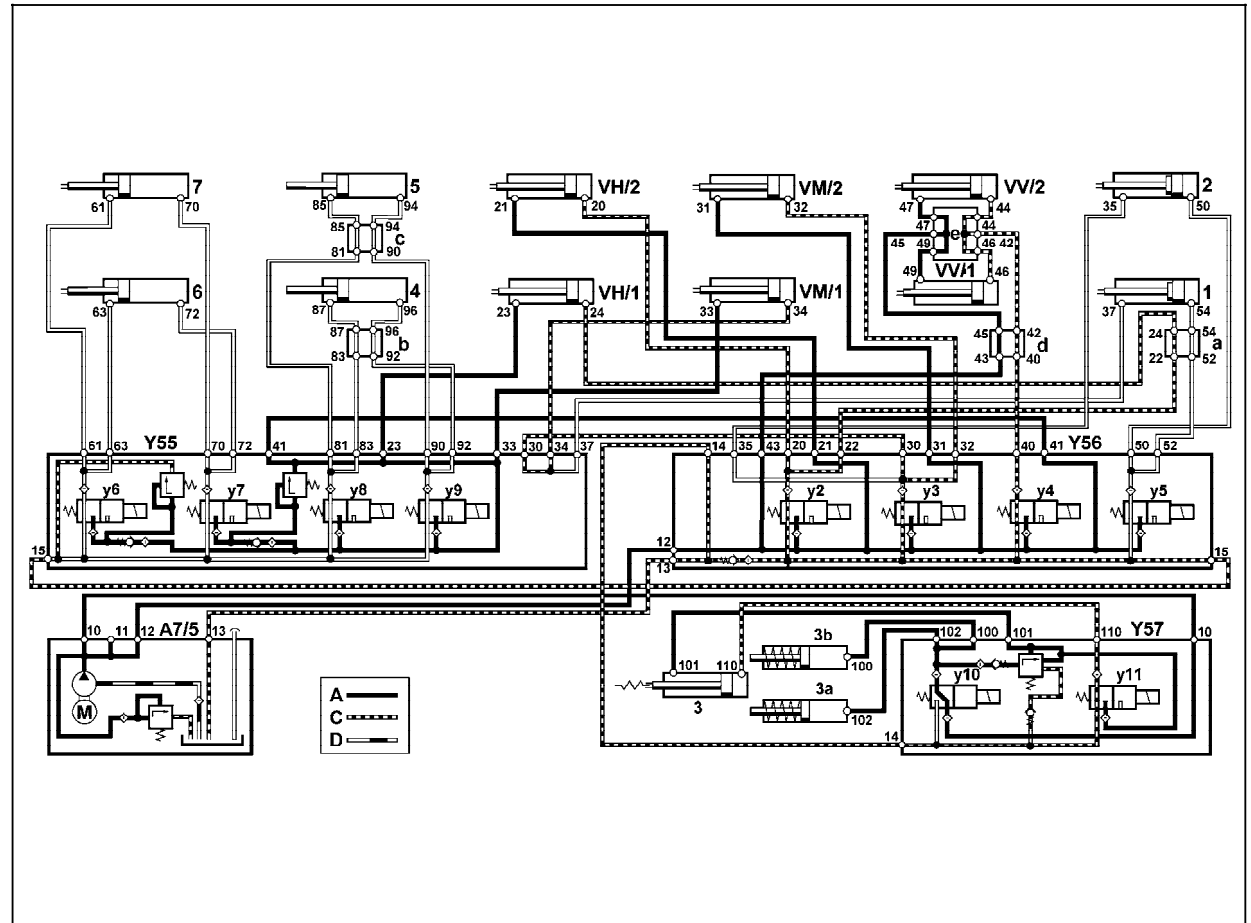 7 5 VH/2 VM/2 VV/2 2
61 70 85 94 21 20 31 32 47 44 35 50
85 94 47 44
c e
81 90 45 49 46 42
6 4 VH/1 VM/1 49 VV/1 46 1
63 72 87 96 23 24 33 34 37 54
87 96 45 42 24 54
b d a
83 92 43 40 22 52
61 63 Y55 70 72 41 81 83 23 90 92 33 30 34 37 14 35 43 20 21 22 30 31 32 40 41 Y56 50 52
y6 y7 y8 y9 y2 y3 y4 y5
15 12 15
13
10 11 12 A7/5 13 3b 102 100 101 110 Y57 10
101 110 100
y10 y11
M A 3 3a
C 102
D 14